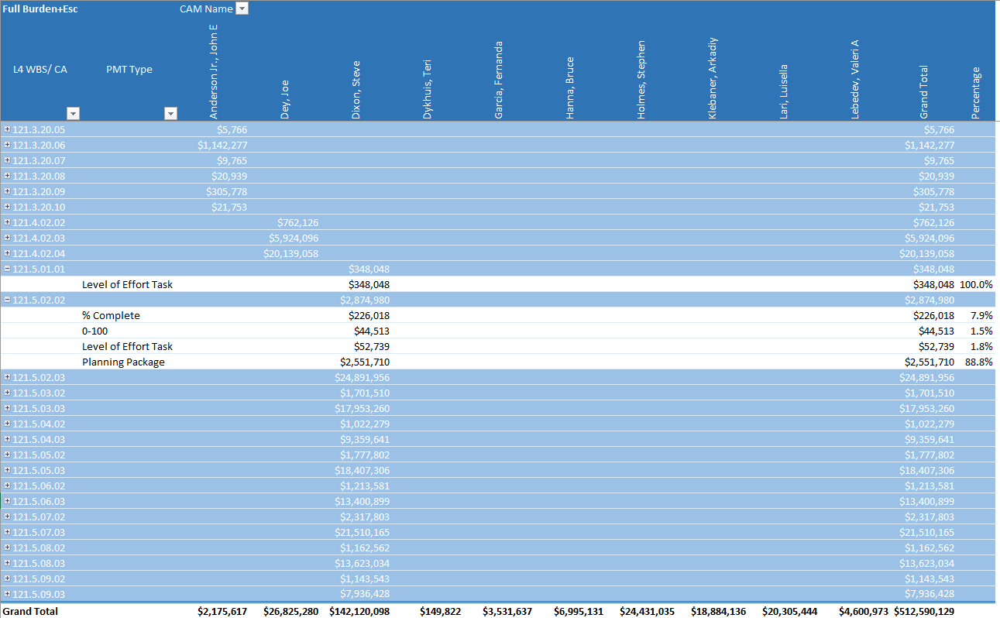 Full Burden+Esc CAM Name
L4 WBS/ CA PMT Type Anderson Jr., John E Dey, Joe Dixon, Steve Dykhuis, Teri Garcia, Fernanda Hanna, Bruce Holmes, Stephen Klebaner, Arkadiy Lari, Luisella Lebedev, Valeri A Grand Total Percentage
121.3.20.05 $5,766 $5,766
121.3.20.06 $1,142,277 $1,142,277
121.3.20.07 $9,765 $9,765
121.3.20.08 $20,939 $20,939
121.3.20.09 $305,778 $305,778
121.3.20.10 $21,753 $21,753
121.4.02.02 $762,126 $762,126
121.4.02.03 $5,924,096 $5,924,096
121.4.02.04 $20,139,058 $20,139,058
121.5.01.01 $348,048 $348,048
Level of Effort Task $348,048 $348,048 100.0%
121.5.02.02 $2,874,980 $2,874,980
% Complete $226,018 $226,018 7.9%
0-100 $44,513 $44,513 1.5%
Level of Effort Task $52,739 $52,739 1.8%
Planning Package $2,551,710 $2,551,710 88.8%
121.5.02.03 $24,891,956 $24,891,956
121.5.03.02 $1,701,510 $1,701,510
121.5.03.03 $17,953,260 $17,953,260
121.5.04.02 $1,022,279 $1,022,279
121.5.04.03 $9,359,641 $9,359,641
121.5.05.02 $1,777,802 $1,777,802
121.5.05.03 $18,407,306 $18,407,306
121.5.06.02 $1,213,581 $1,213,581
121.5.06.03 $13,400,899 $13,400,899
121.5.07.02 $2,317,803 $2,317,803
121.5.07.03 $21,510,165 $21,510,165
121.5.08.02 $1,162,562 $1,162,562
121.5.08.03 $13,623,034 $13,623,034
121.5.09.02 $1,143,543 $1,143,543
121.5.09.03 $7,936,428 $7,936,428
Grand Total $2,175,617 $26,825,280 $142,120,098 $149,822 $3,531,637 $6,995,131 $24,431,035 $18,884,136 $20,305,444 $4,600,973 $512,590,129